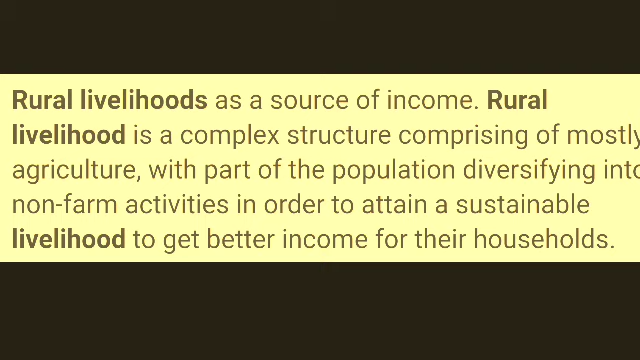 Rural livelihoods as a source of income. Rural
livelihood is a complex structure comprising of mostly
agriculture, with part of the population diversifying into
non-farm activities in order to attain a sustainable
livelihood to get better income for their households.